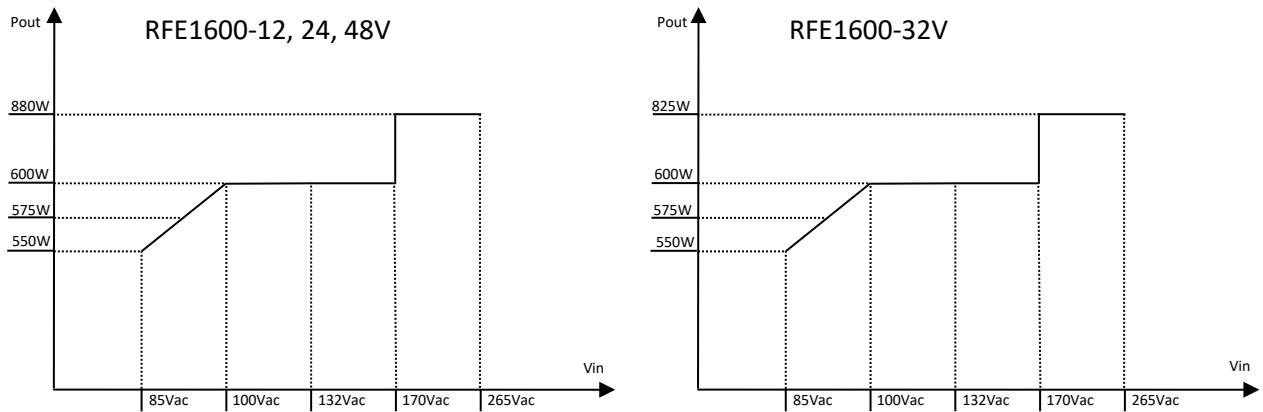 Pout
RFE1600-12, 24, 48V
880W
600W
575W
550W
Vin
85Vac
100Vac
132Vac
170Vac
265Vac
Pout
RFE1600-32V
825W
600W
575W
550W
Vin
85Vac
100Vac
132Vac
170Vac
265Vac